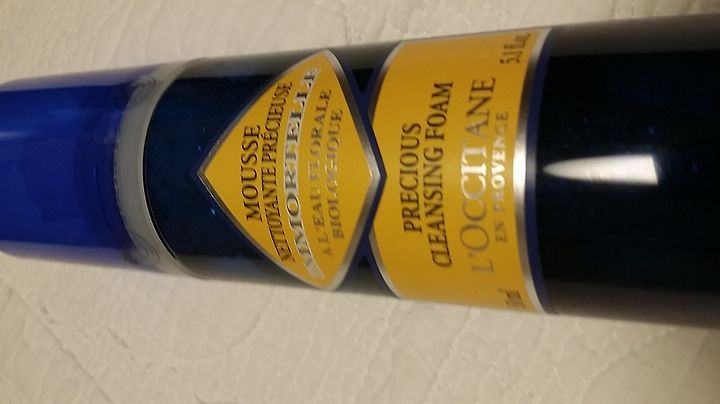 MOUSSE
NETTOYANTE PRÉCIEUSE
IMMORTELLE
A L'EAU FLORALE
BIOLOGIQUE
PRECIOUS
CLEANSING FOAM
L'OCCITANE
EN PROVENCE
5.1 fl.oz.